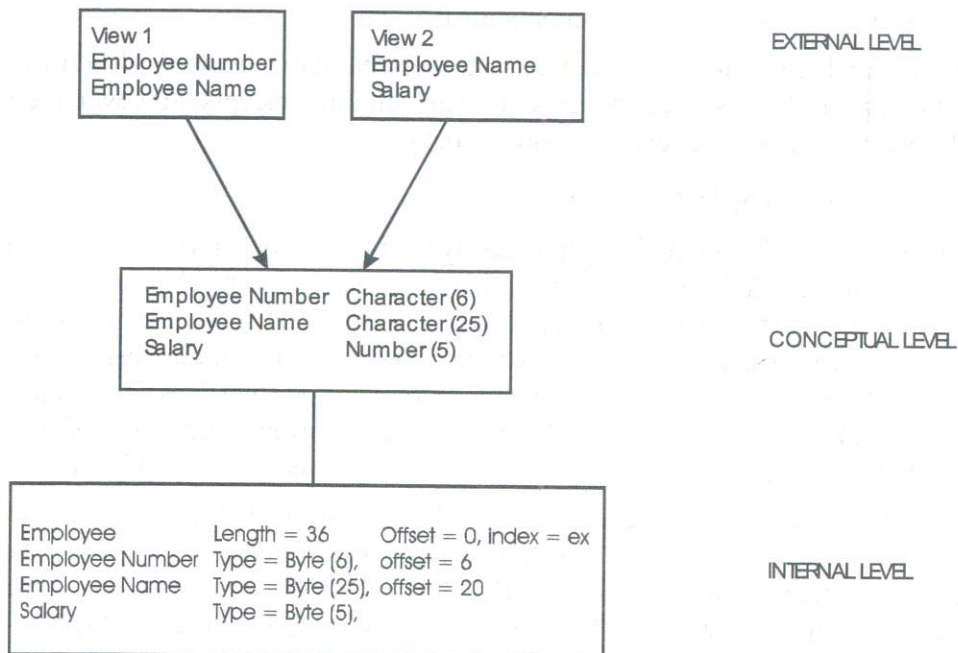 View 1
Employee Number
Employee Name
View 2
Employee Name
Salary
EXTERNAL LEVEL
Employee Number Character (6)
Employee Name Character (25)
Salary Number (5)
CONCEPTUAL LEVEL
Employee Length = 36 Offset = 0, index = ex
Employee Number Type = Byte (6), offset = 6
Employee Name Type = Byte (25), offset = 20
Salary Type = Byte (5),
INTERNAL LEVEL